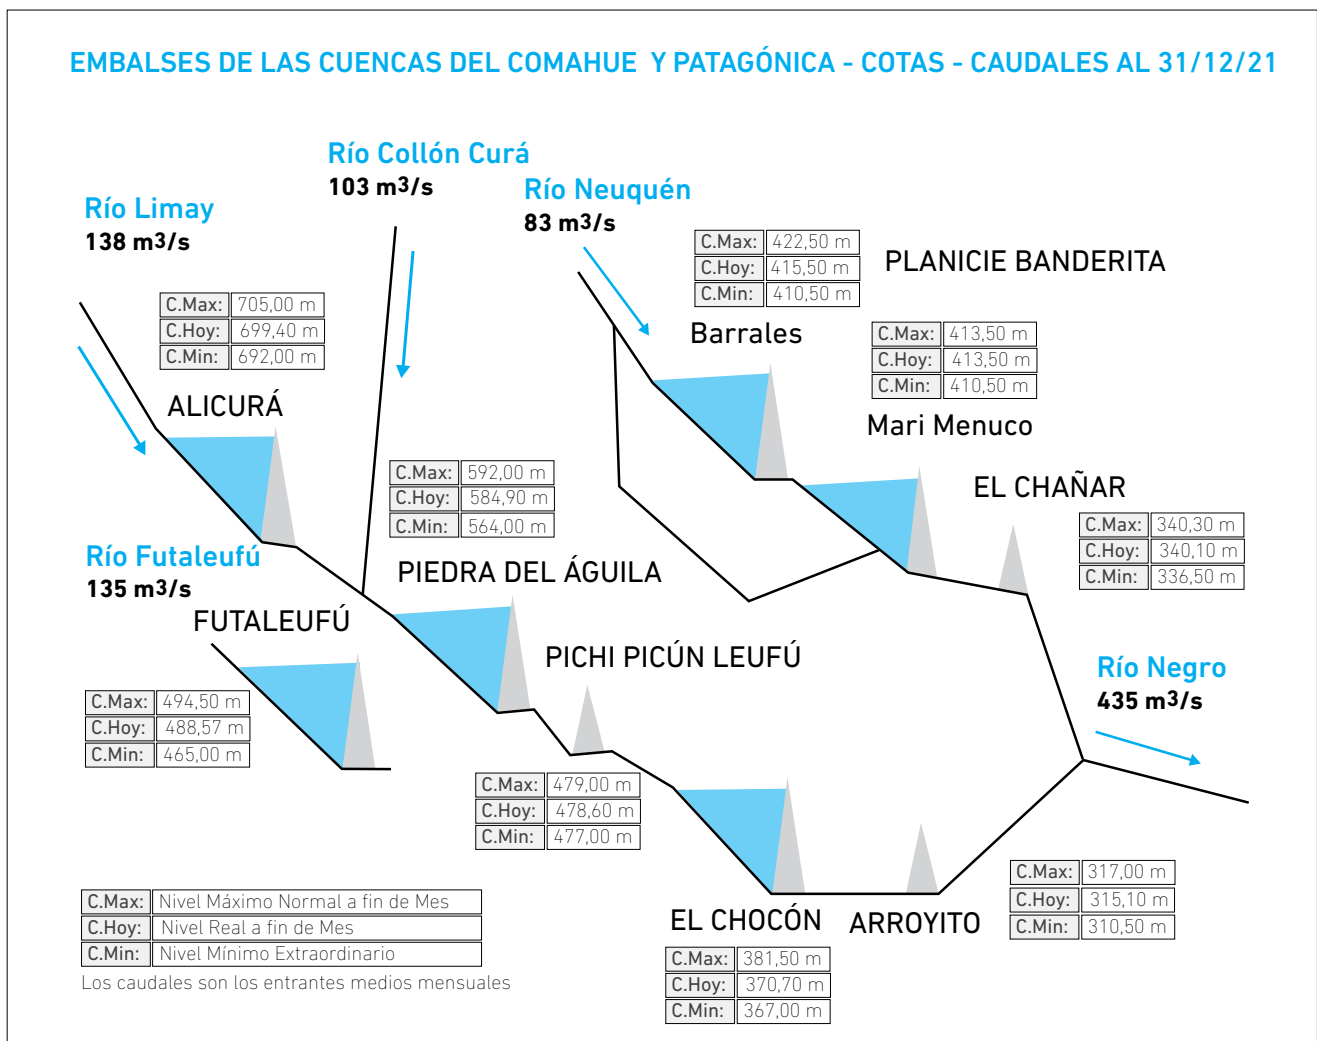 EMBALSES DE LAS CUENCAS DEL COMAHUE Y PATAGÓNICA - COTAS - CAUDALES AL 31/12/21
Río Collón Curá
103 m3/s
Río Limay
138 m3/s
Río Neuquén
83 m3/s
C.Max: 422,50 m
C.Hoy: 415,50 m
C.Min: 410,50 m
PLANICIE BANDERITA
Barrales
C.Max: 705,00 m
C.Hoy: 699,40 m
C.Min: 692,00 m
ALICURÁ
C.Max: 413,50 m
C.Hoy: 413,50 m
C.Min: 410,50 m
Mari Menuco
C.Max: 592,00 m
C.Hoy: 584,90 m
C.Min: 564,00 m
PIEDRA DEL ÁGUILA
EL CHAÑAR
C.Max: 340,30 m
C.Hoy: 340,10 m
C.Min: 336,50 m
Río Futaleufú
135 m3/s
FUTALEUFÚ
C.Max: 494,50 m
C.Hoy: 488,57 m
C.Min: 465,00 m
PICHI PICÚN LEUFÚ
C.Max: 479,00 m
C.Hoy: 478,60 m
C.Min: 477,00 m
Río Negro
435 m3/s
EL CHOCÓN
C.Max: 381,50 m
C.Hoy: 370,70 m
C.Min: 367,00 m
ARROYITO
C.Max: 317,00 m
C.Hoy: 315,10 m
C.Min: 310,50 m
C.Max: Nivel Máximo Normal a fin de Mes
C.Hoy: Nivel Real a fin de Mes
C.Min: Nivel Mínimo Extraordinario
Los caudales son los entrantes medios mensuales